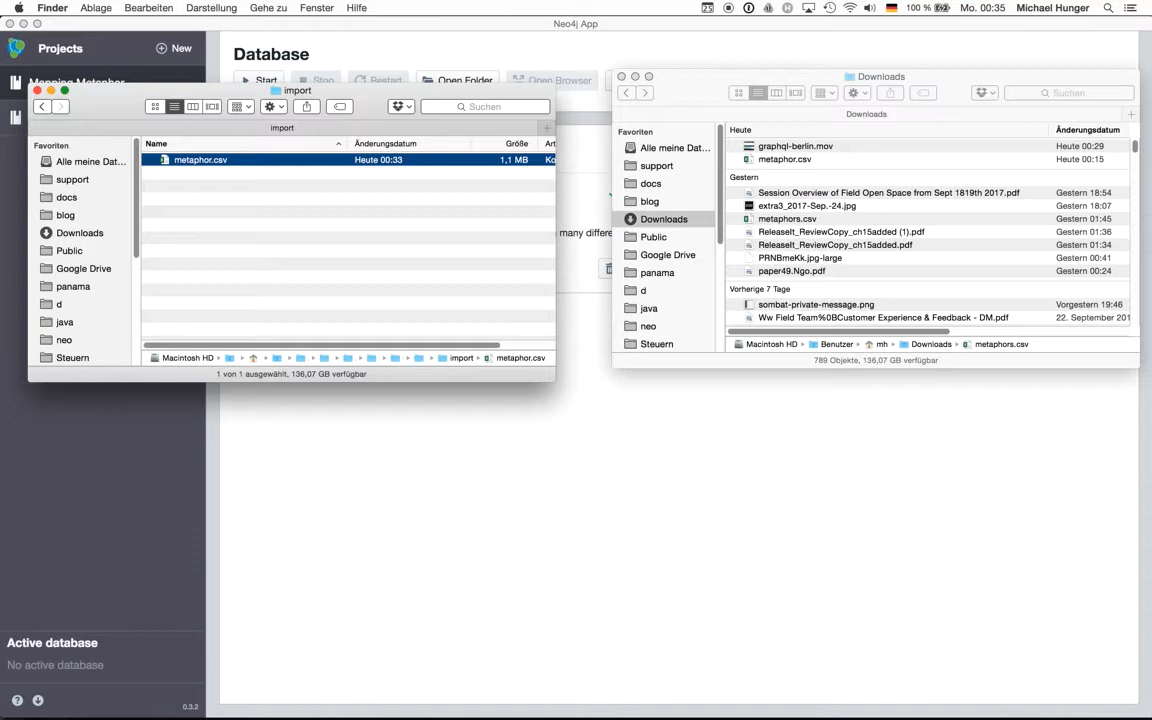 Finder Ablage Bearbeiten Darstellung Gehe zu Fenster Hilfe 100 % Mo. 00:35 Michael Hunger
Neo4j App
Projects
New
Database
Start Stop Restart Open Folder Open Browser
import
Suchen
import
Favoriten
Alle meine Dat...
support
docs
blog
Downloads
Public
Google Drive
panama
d
java
neo
Steuern
Name Änderungsdatum Größe Art
metaphor.csv Heute 00:33 1,1 MB Ko
Macintosh HD import metaphor.csv
1 von 1 ausgewählt, 136,07 GB verfügbar
many differe
Downloads
Suchen
Downloads
Favoriten
Alle meine Dat...
support
docs
blog
Downloads
Public
Google Drive
panama
d
java
neo
Steuern
Heute Änderungsdatum
graphql-berlin.mov Heute 00:29
metaphor.csv Heute 00:15
Gestern
Session Overview of Field Open Space from Sept 1819th 2017.pdf Gestern 18:54
extra3_2017-Sep.-24.jpg Gestern 18:07
metaphors.csv Gestern 01:45
ReleaseIt_ReviewCopy_ch15added (1).pdf Gestern 01:36
ReleaseIt_ReviewCopy_ch15added.pdf Gestern 01:34
PRNBmeKk.jpg-large Gestern 00:41
paper49.Ngo.pdf Gestern 00:24
Vorherige 7 Tage
sombat-private-message.png Vorgestern 19:46
Ww Field Team%0BCustomer Experience & Feedback - DM.pdf 22. September 201
Macintosh HD Benutzer mh Downloads metaphors.csv
789 Objekte, 136,07 GB verfügbar
Active database
No active database
0.3.2